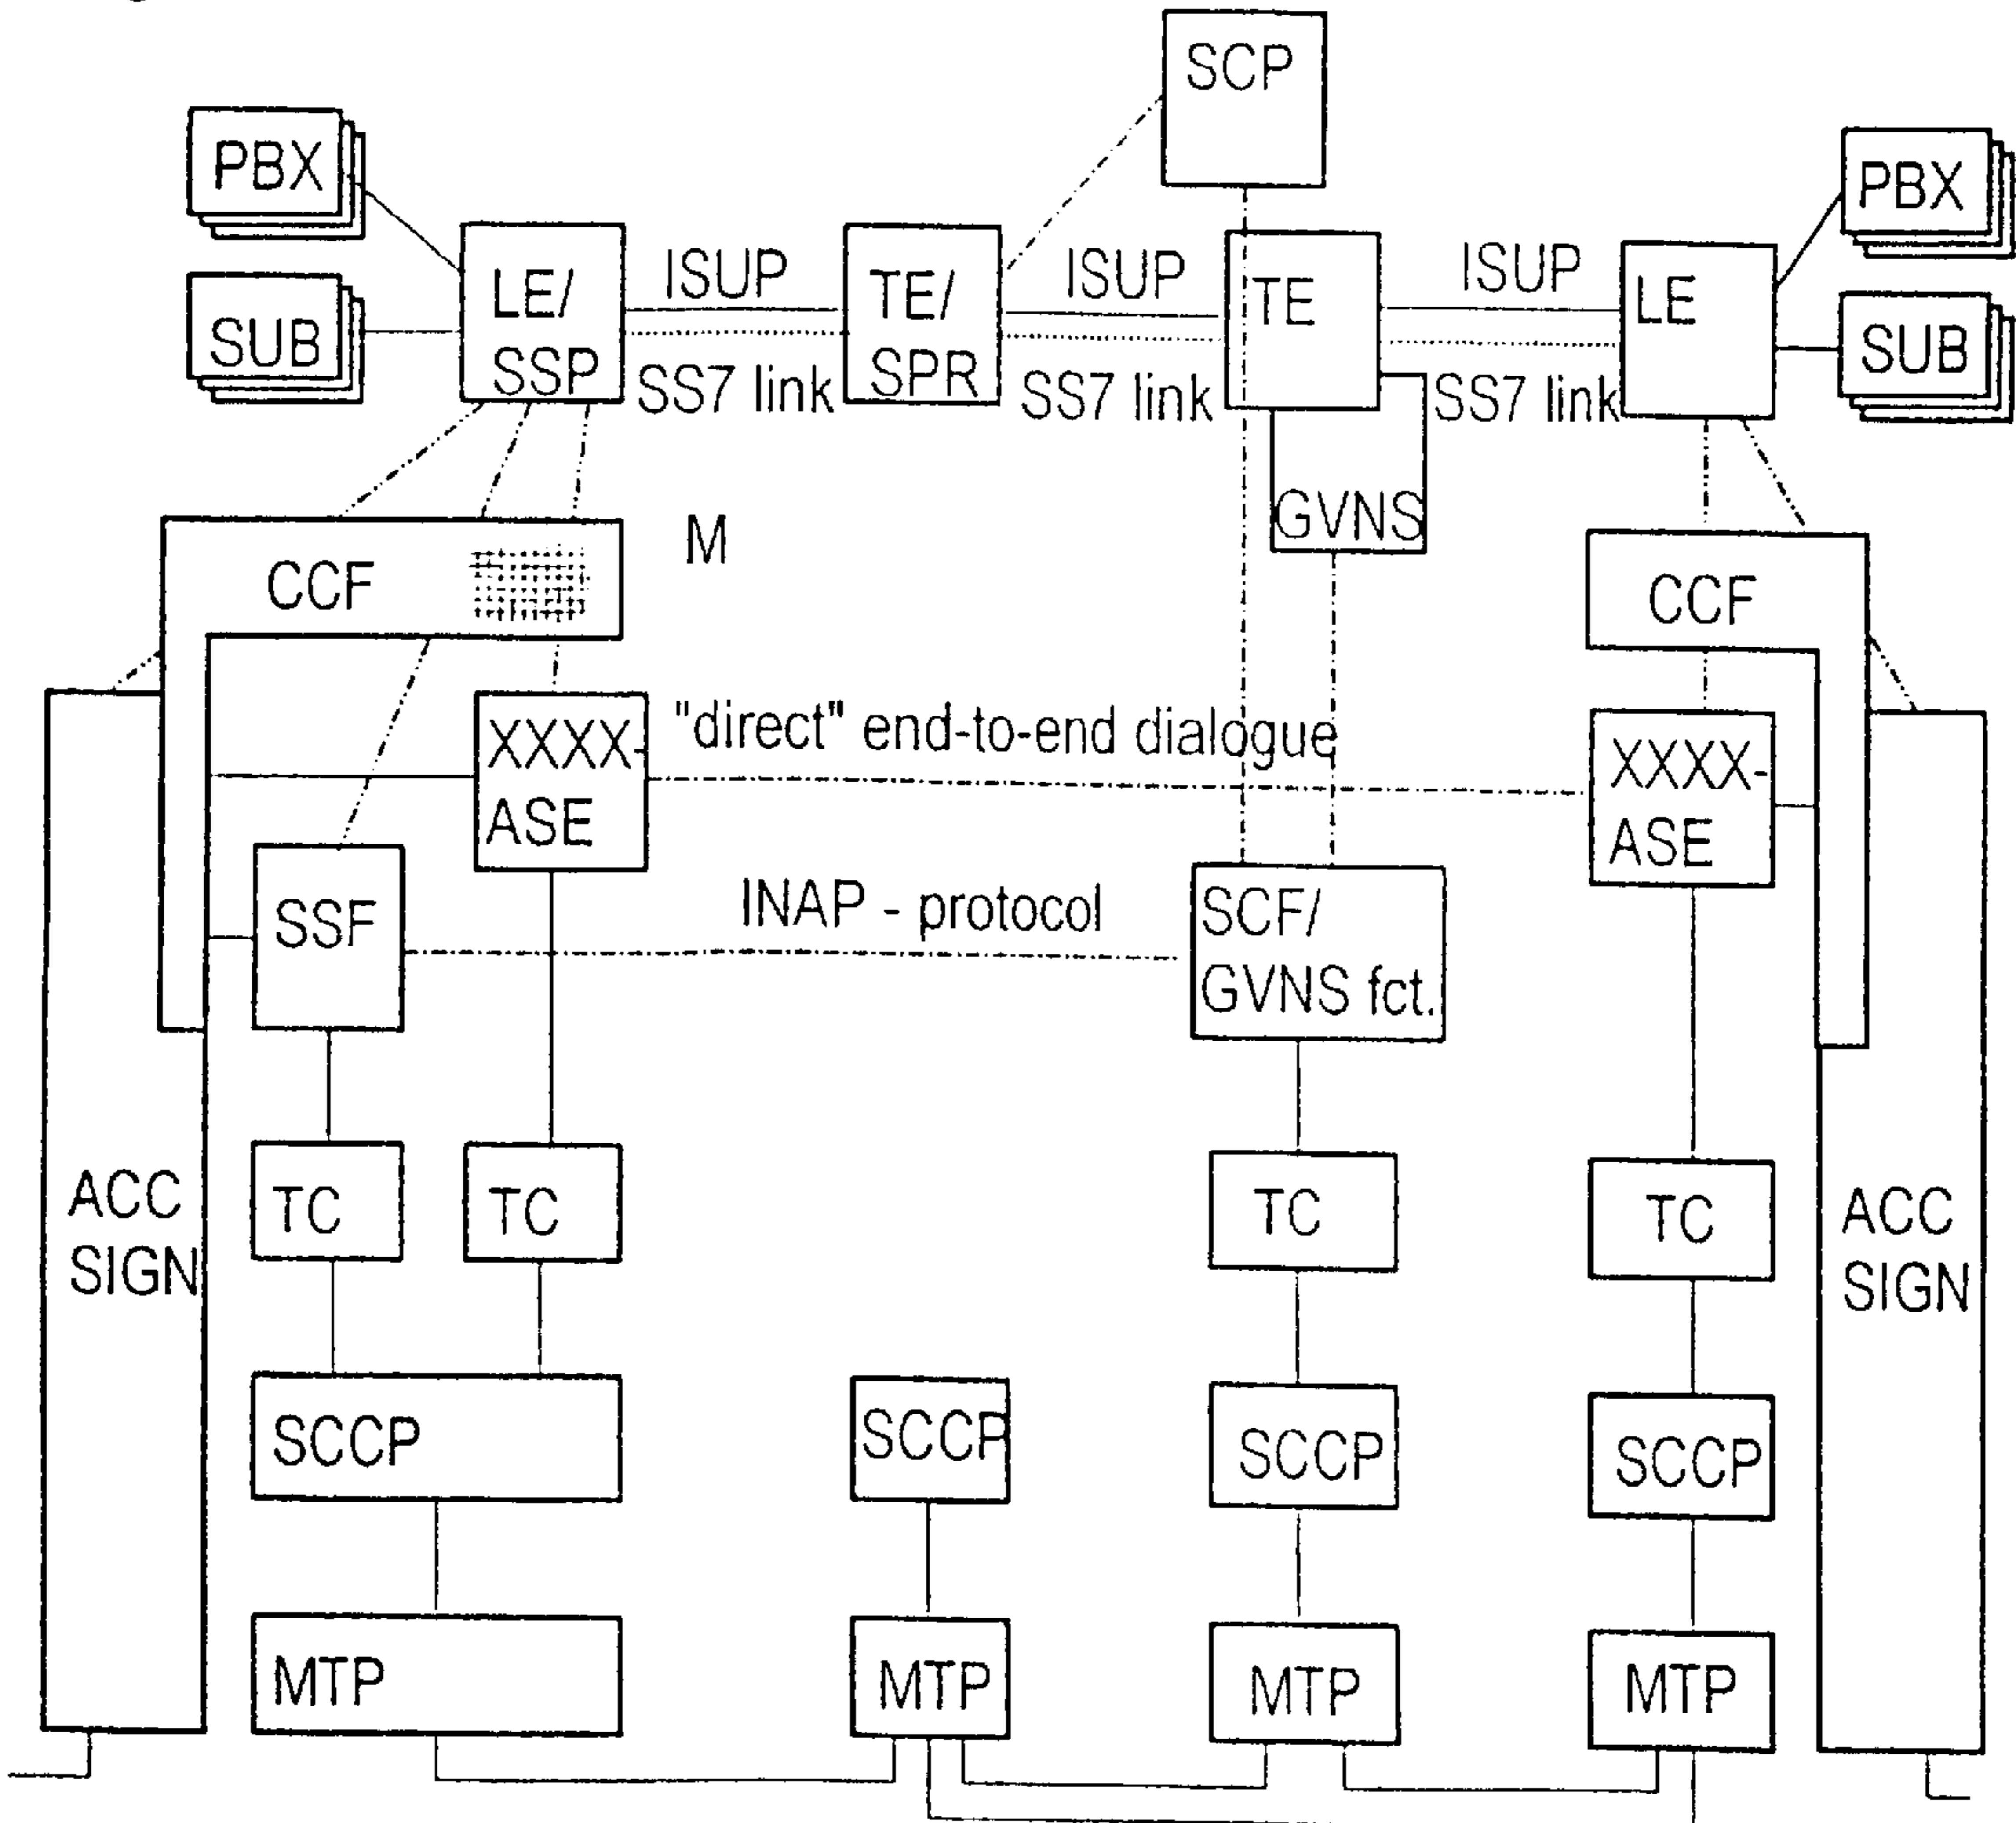 SCP
PBX
PBX
LE/
SSP
ISUP
TE/
SPR
ISUP
TE
ISUP
LE
SUB
SS7 link
SS7 link
SS7 link
SUB
GVNS
CCF
M
CCF
XXXX-
ASE
"direct" end-to-end dialogue
XXXX-
ASE
SSF
INAP - protocol
SCF/
GVNS fct.
ACC
SIGN
TC
TC
TC
TC
ACC
SIGN
SCCP
SCCP
SCCP
SCCP
MTP
MTP
MTP
MTP